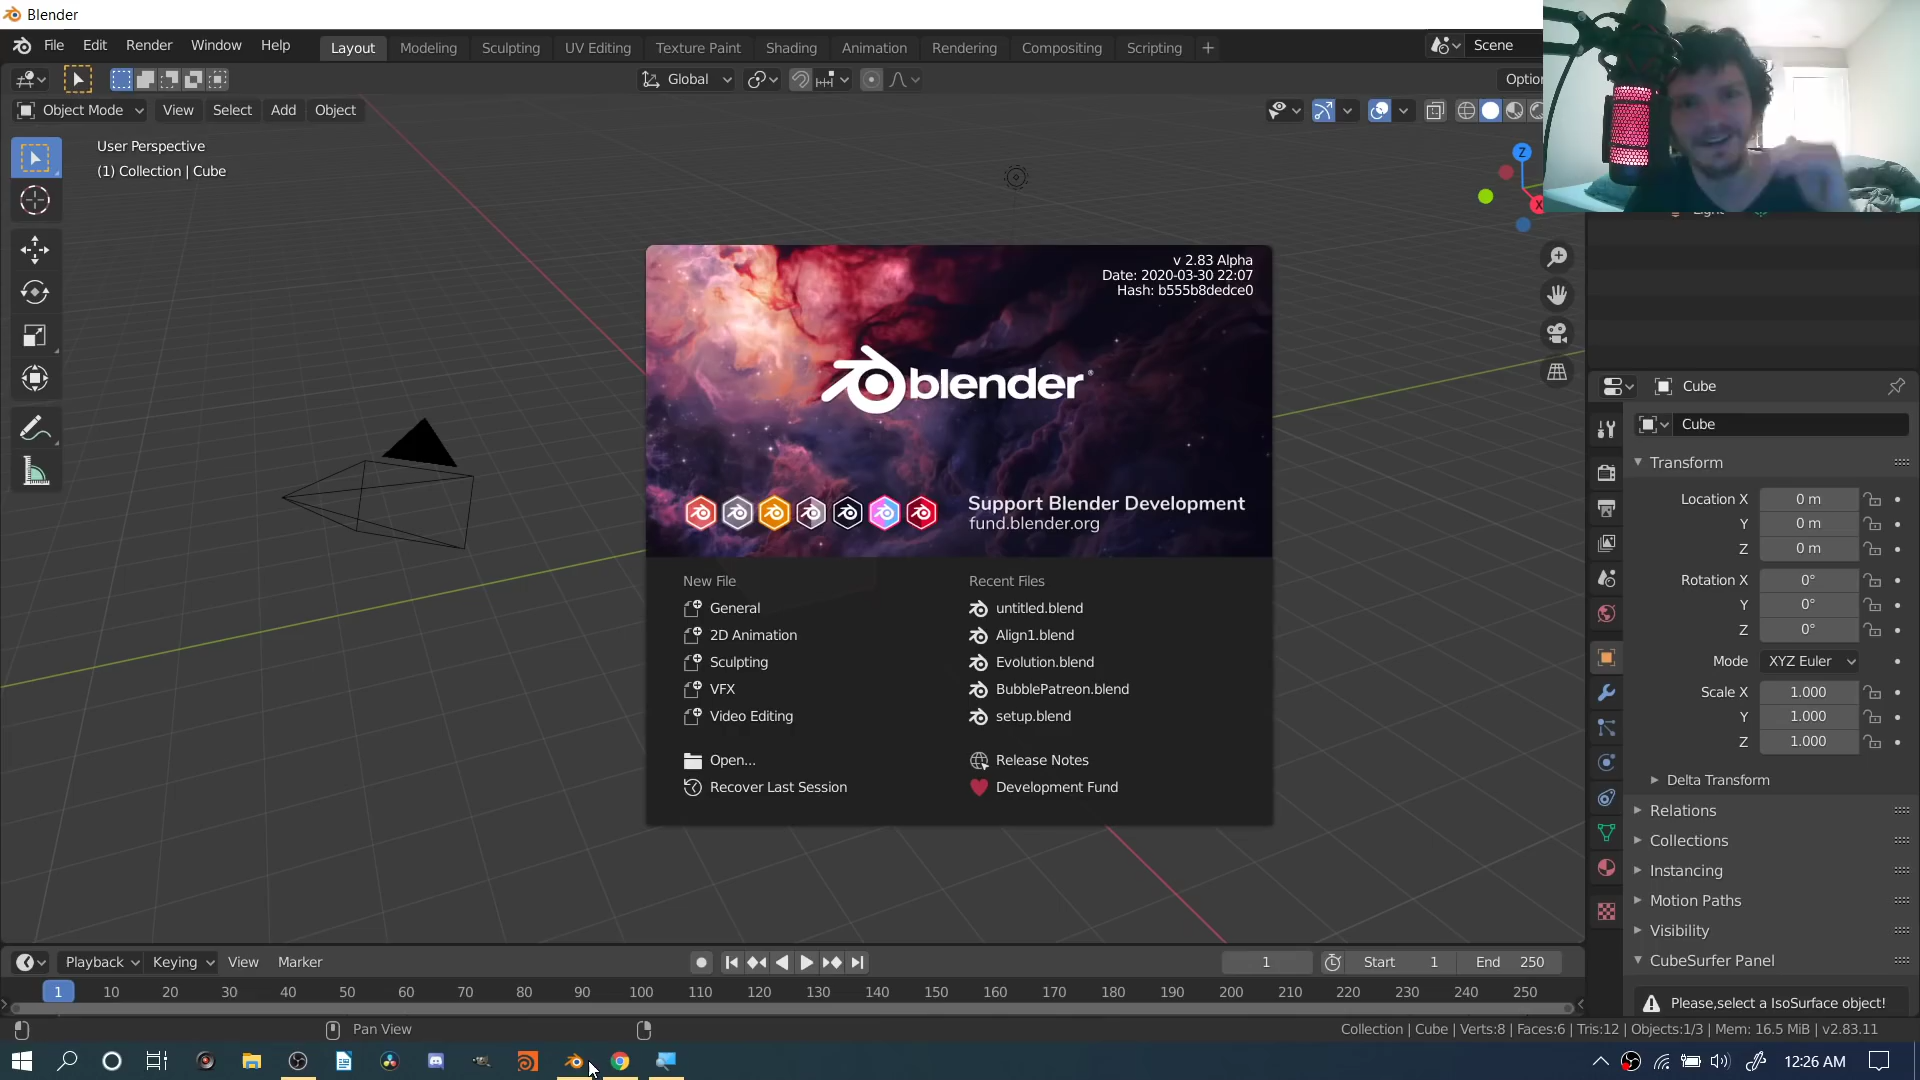 Blender
File Edit Render Window Help Layout Modeling Sculpting UV Editing Texture Paint Shading Animation Rendering Compositing Scripting + Scene
Global Optio
Object Mode View Select Add Object
User Perspective
(1) Collection | Cube
Z
X
v 2.83 Alpha
Date: 2020-03-30 22:07
Hash: b555b8dedce0
blender
Support Blender Development
fund.blender.org
New File
General
2D Animation
Sculpting
VFX
Video Editing
Open...
Recover Last Session
Recent Files
untitled.blend
Align1.blend
Evolution.blend
BubblePatreon.blend
setup.blend
Release Notes
Development Fund
Cube
Cube
Transform
Location X 0 m
Y 0 m
Z 0 m
Rotation X 0°
Y 0°
Z 0°
Mode XYZ Euler
Scale X 1.000
Y 1.000
Z 1.000
Delta Transform
Relations
Collections
Instancing
Motion Paths
Visibility
CubeSurfer Panel
Please,select a IsoSurface object!
Playback Keying View Marker 1 Start 1 End 250
1 10 20 30 40 50 60 70 80 90 100 110 120 130 140 150 160 170 180 190 200 210 220 230 240 250
Pan View
Collection | Cube | Verts:8 | Faces:6 | Tris:12 | Objects:1/3 | Mem: 16.5 MiB | v2.83.11
12:26 AM